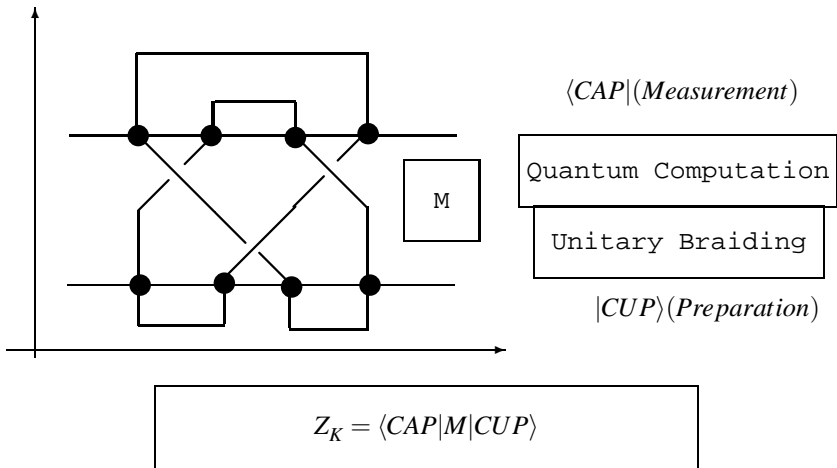 ⟨CAP|(Measurement)
Quantum Computation
M
Unitary Braiding
|CUP⟩(Preparation)
Z_K = ⟨CAP|M|CUP⟩